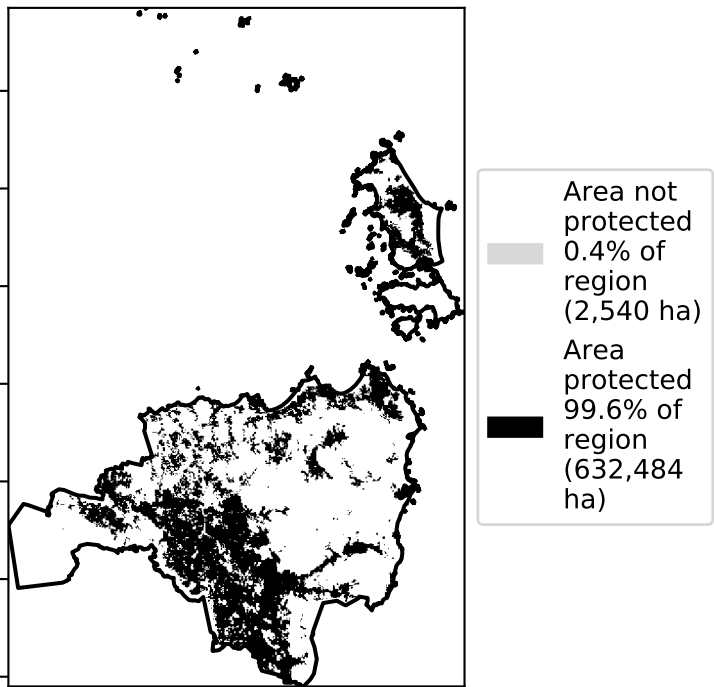 Area not
protected
0.4% of
region
(2,540 ha)
Area
protected
99.6% of
region
(632,484
ha)